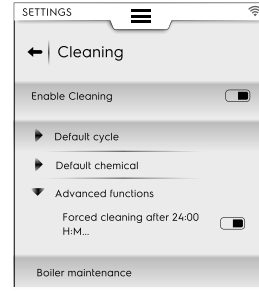 SETTINGS
Cleaning
Enable Cleaning
Default cycle
Default chemical
Advanced functions
Forced cleaning after 24:00
H:M...
Boiler maintenance